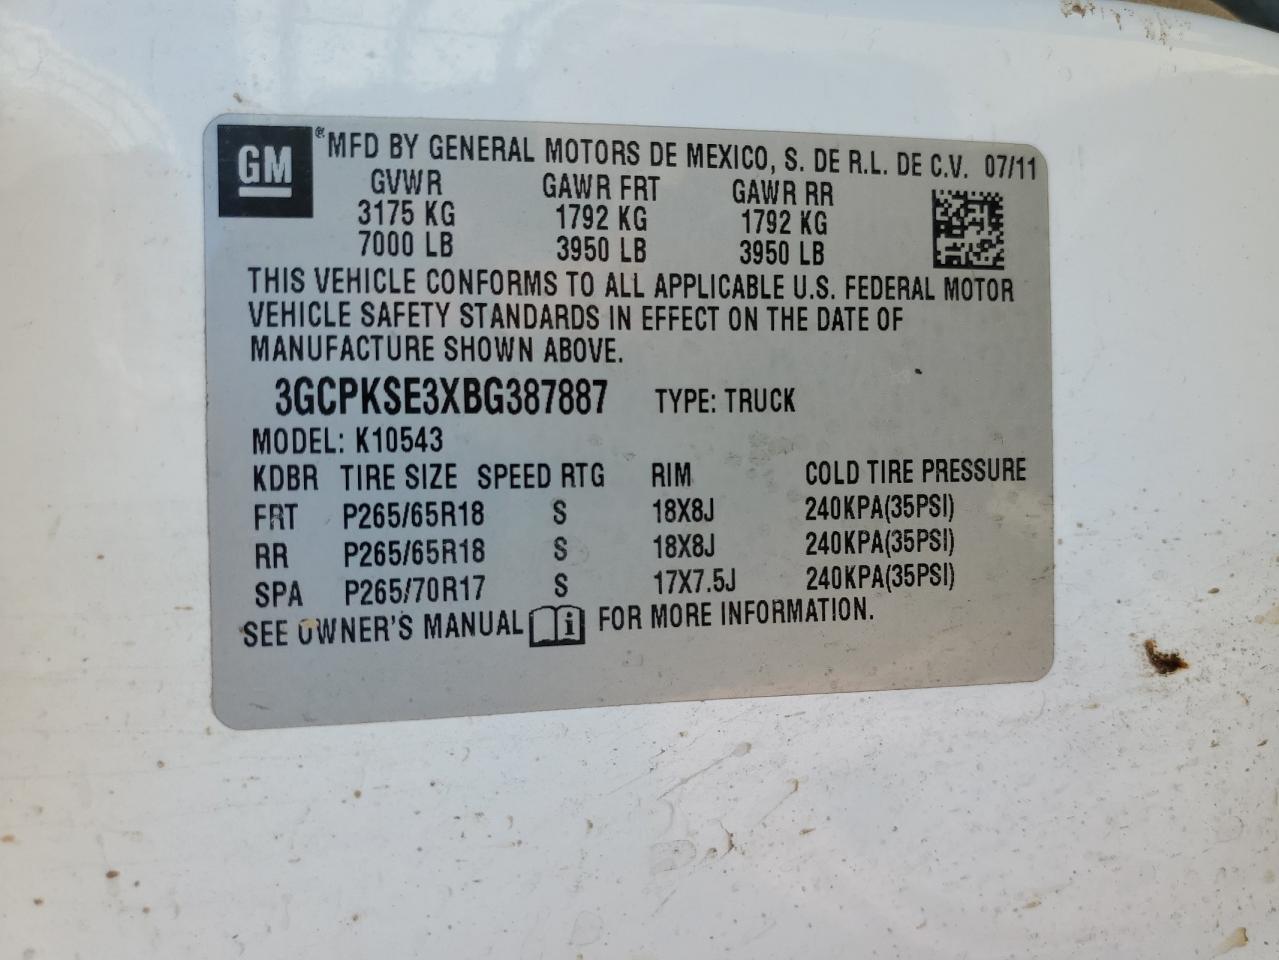 GM
® MFD BY GENERAL MOTORS DE MEXICO, S. DE R.L. DE C.V. 07/11
GVWR GAWR FRT GAWR RR
3175 KG 1792 KG 1792 KG
7000 LB 3950 LB 3950 LB
THIS VEHICLE CONFORMS TO ALL APPLICABLE U.S. FEDERAL MOTOR
VEHICLE SAFETY STANDARDS IN EFFECT ON THE DATE OF
MANUFACTURE SHOWN ABOVE.
3GCPKSE3XBG387887 TYPE: TRUCK
MODEL: K10543
KDBR TIRE SIZE SPEED RTG RIM COLD TIRE PRESSURE
FRT P265/65R18 S 18X8J 240KPA(35PSI)
RR P265/65R18 S 18X8J 240KPA(35PSI)
SPA P265/70R17 S 17X7.5J 240KPA(35PSI)
SEE OWNER'S MANUAL i FOR MORE INFORMATION.